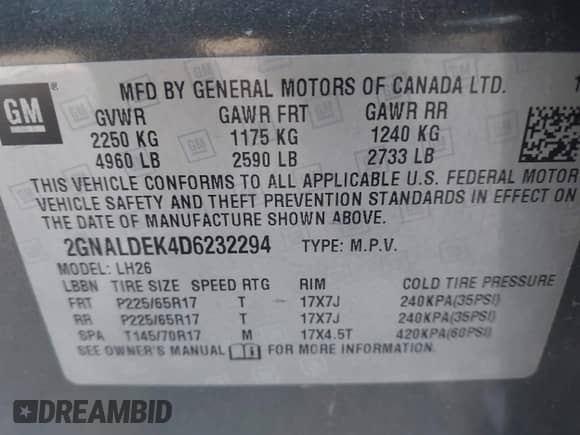 GM
MFD BY GENERAL MOTORS OF CANADA LTD.
GVWR GAWR FRT GAWR RR
2250 KG 1175 KG 1240 KG
4960 LB 2590 LB 2733 LB
THIS VEHICLE CONFORMS TO ALL APPLICABLE U.S. FEDERAL MOTOR
VEHICLE SAFETY AND THEFT PREVENTION STANDARDS IN EFFECT ON
THE DATE OF MANUFACTURE SHOWN ABOVE.
2GNALDEK4D6232294 TYPE: M.P.V.
MODEL: LH26
LBBN TIRE SIZE SPEED RTG RIM COLD TIRE PRESSURE
FRT P225/65R17 T 17X7J 240KPA(35PSI)
RR P225/65R17 T 17X7J 240KPA(35PSI)
SPA T145/70R17 M 17X4.5T 420KPA(60PSI)
SEE OWNER'S MANUAL FOR MORE INFORMATION.
DREAMBID